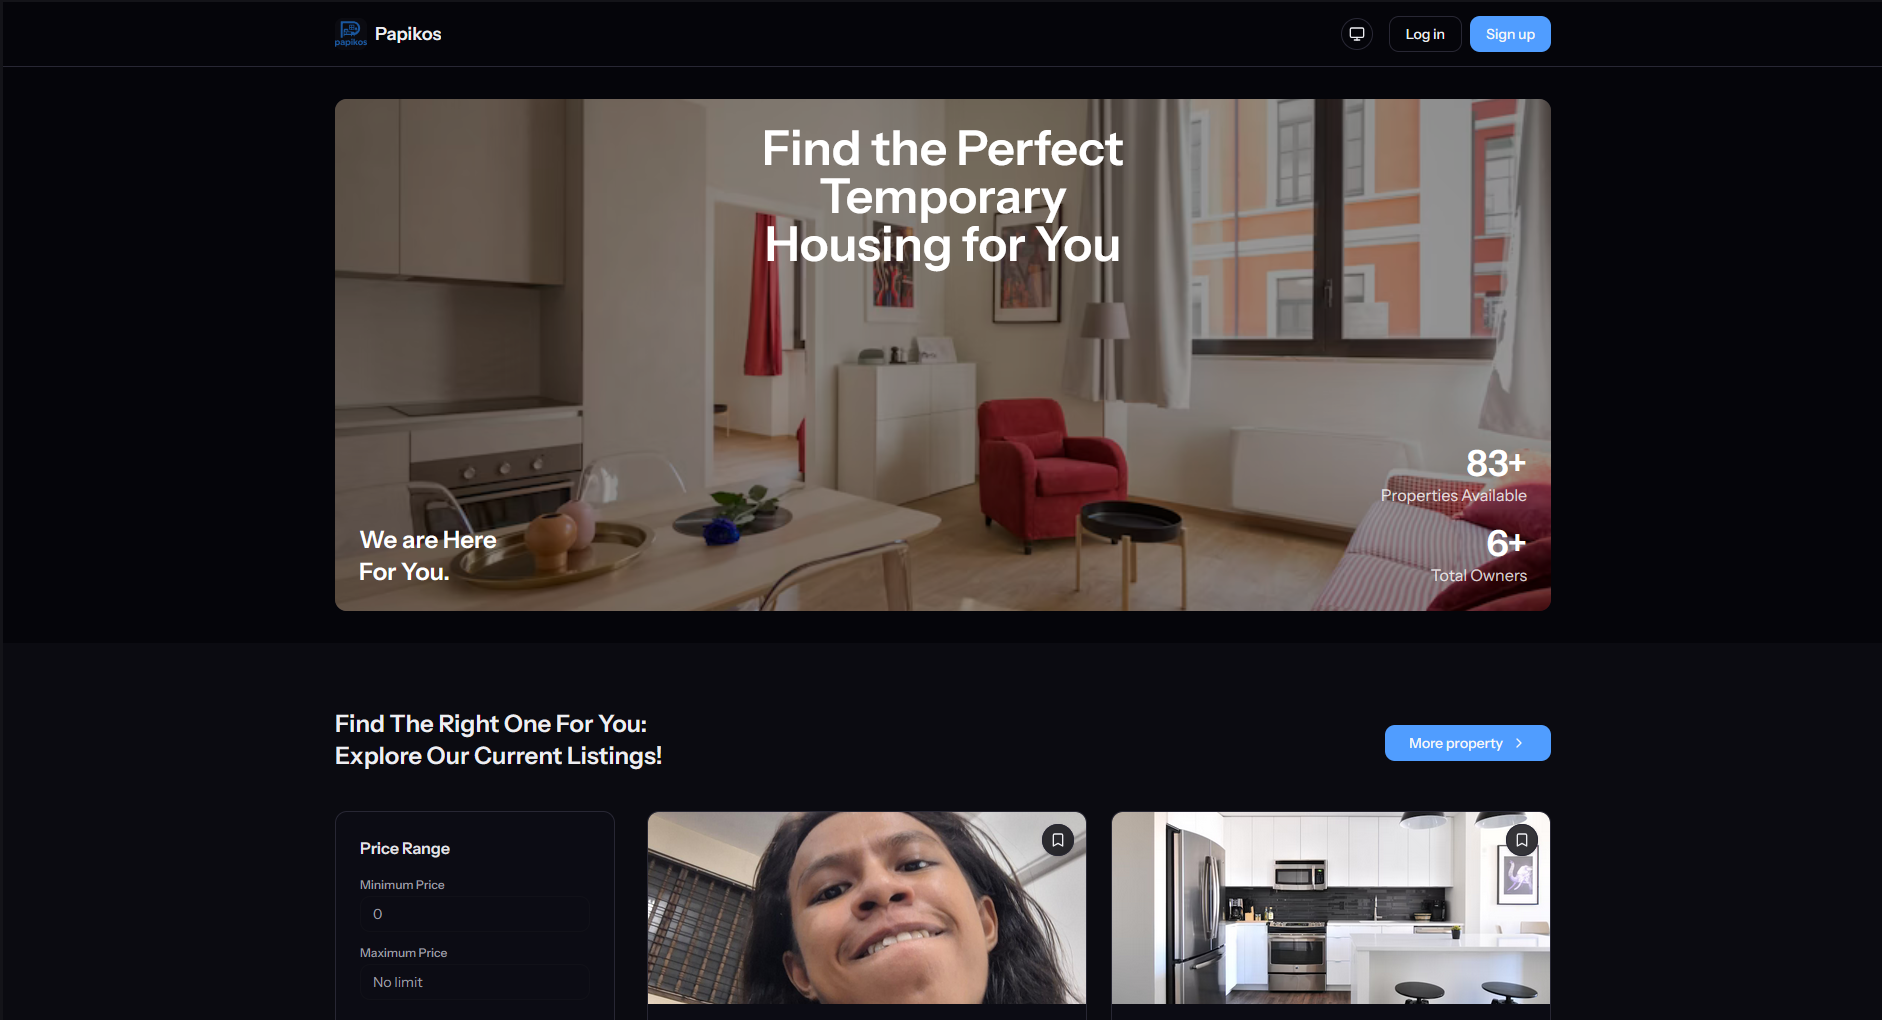 papikos
Papikos
Log in
Sign up
Find the Perfect
Temporary
Housing for You
83+
Properties Available
We are Here
For You.
6+
Total Owners
Find The Right One For You:
Explore Our Current Listings!
More property
Price Range
Minimum Price
0
Maximum Price
No limit